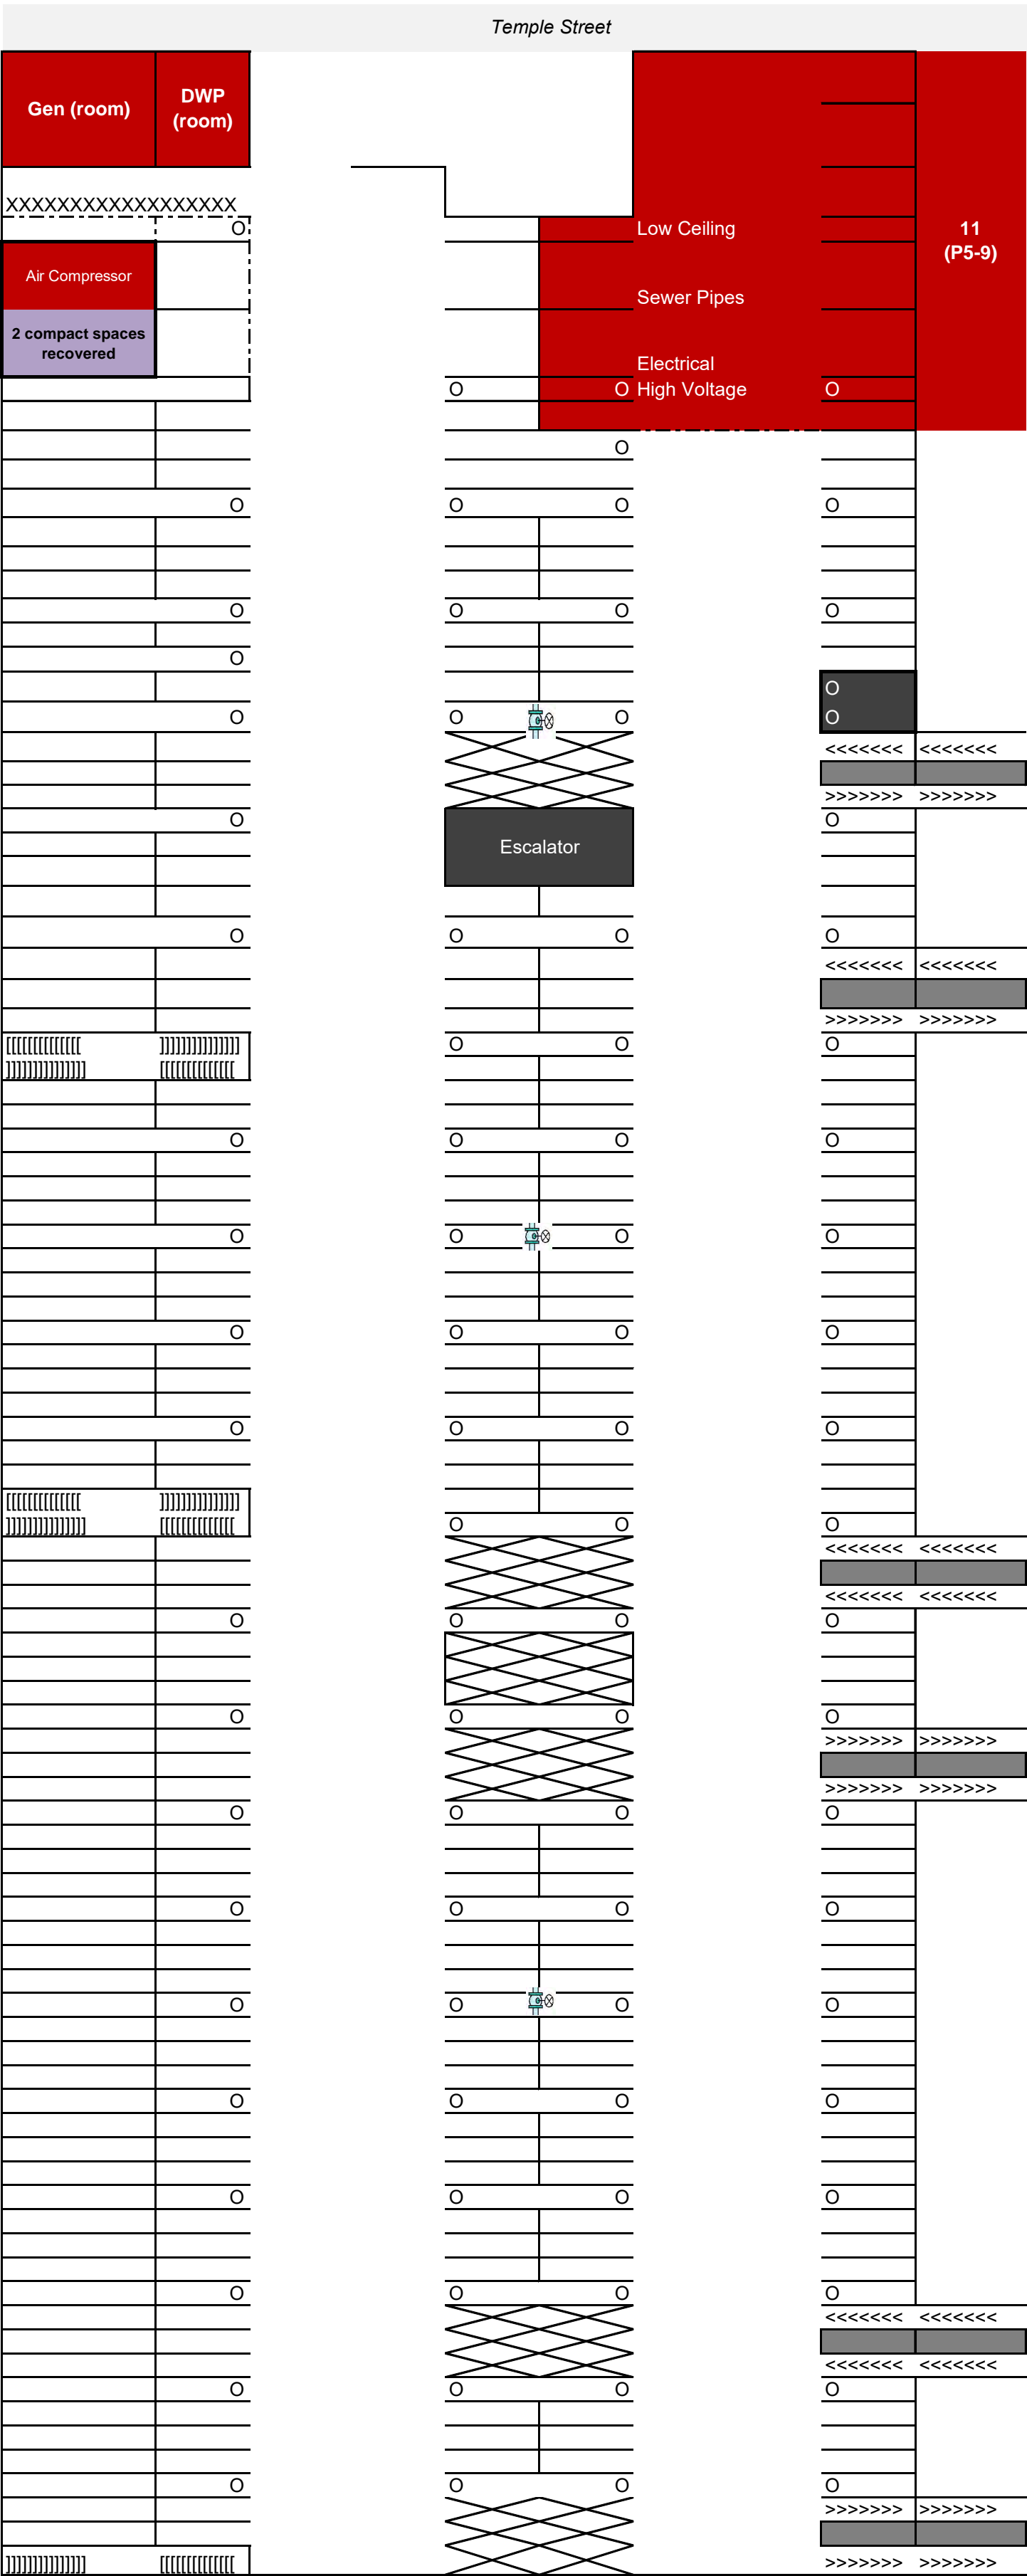 Temple Street
Gen (room)
DWP
(room)
XXXXXXXXXXXXXXXXXX
O
Low Ceiling
11
(P5-9)
Air Compressor
Sewer Pipes
2 compact spaces
recovered
Electrical
O O High Voltage O
O
O O O O
O O O O
O
O
O O O O
<<<<<<< <<<<<<<
>>>>>>> >>>>>>>
O O
Escalator
O O O O
<<<<<<< <<<<<<<
>>>>>>> >>>>>>>
[[[[[[[[[[[[[[ ]]]]]]]]]]]]]]] O O O
]]]]]]]]]]]]]]] [[[[[[[[[[[[[[
O O O O
O O O O
O O O O
O O O O
[[[[[[[[[[[[[[ ]]]]]]]]]]]]]]]
]]]]]]]]]]]]]]] [[[[[[[[[[[[[[ O O O
<<<<<<< <<<<<<<
<<<<<<< <<<<<<<
O O O O
O O O O
>>>>>>> >>>>>>>
>>>>>>> >>>>>>>
O O O O
O O O O
O O O O
O O O O
O O O O
O O O O
<<<<<<< <<<<<<<
<<<<<<< <<<<<<<
O O O O
O O O O
>>>>>>> >>>>>>>
]]]]]]]]]]]]]]] [[[[[[[[[[[[[[ >>>>>>> >>>>>>>